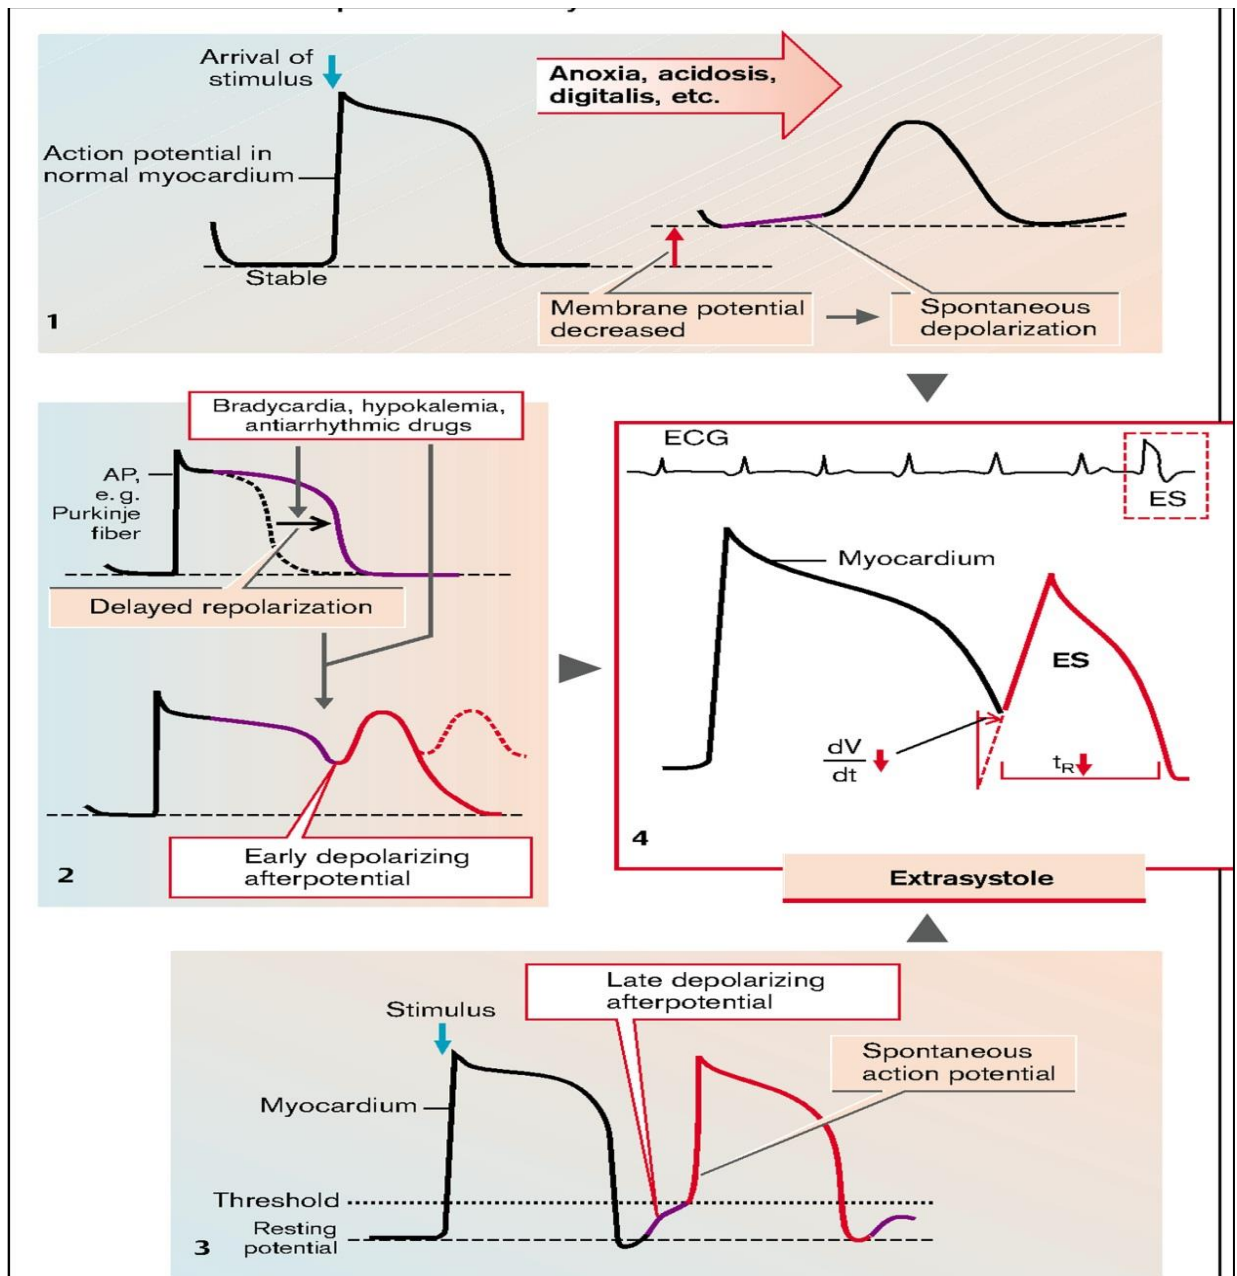 Arrival of
stimulus
Anoxia, acidosis,
digitalis, etc.
Action potential in
normal myocardium
Stable
Membrane potential
decreased
Spontaneous
depolarization
1
Bradycardia, hypokalemia,
antiarrhythmic drugs
AP,
e. g.
Purkinje
fiber
Delayed repolarization
Early depolarizing
afterpotential
2
ECG
ES
Myocardium
ES
dV
dt
tR
4
Extrasystole
Late depolarizing
afterpotential
Stimulus
Spontaneous
action potential
Myocardium
Threshold
Resting
potential
3